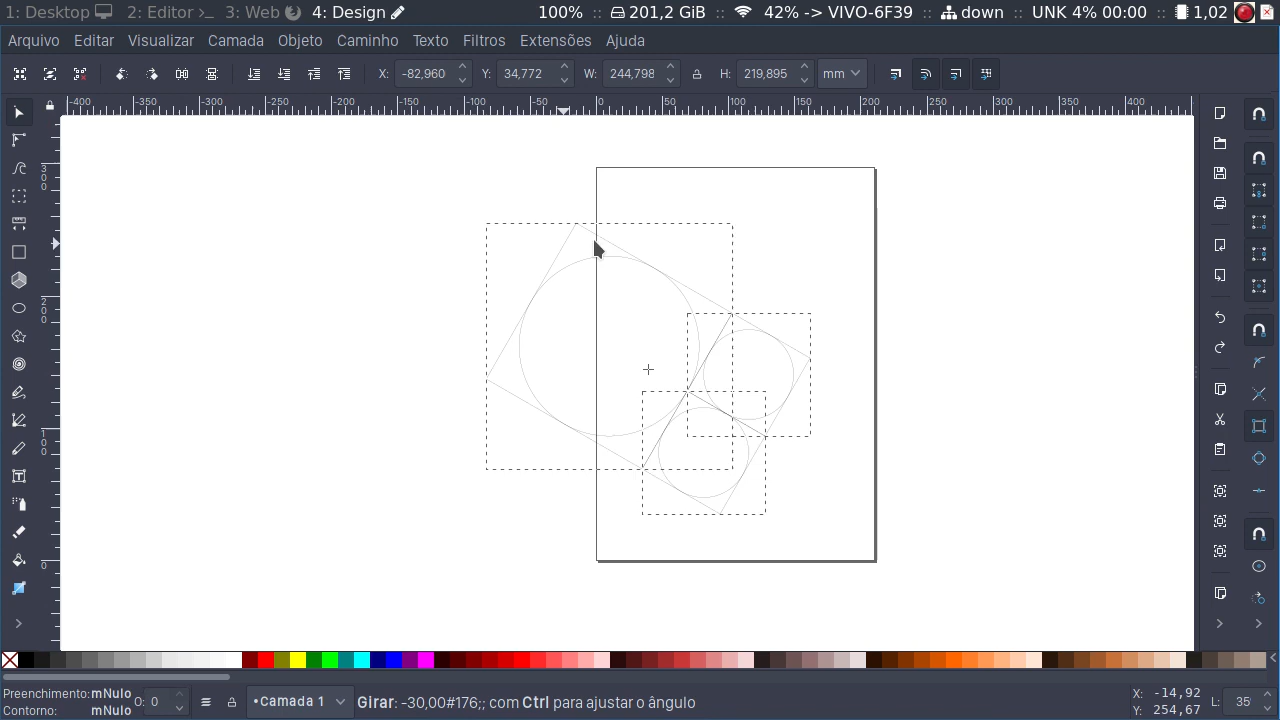 1: Desktop 2: Editor 3: Web 4: Design 100% :: 201,2 GiB :: 42% -> VIVO-6F39 :: down :: UNK 4% 00:00 :: 1,02
Arquivo Editar Visualizar Camada Objeto Caminho Texto Filtros Extensões Ajuda
X: -82,960 Y: 34,772 W: 244,798 H: 219,895 mm
-400 -350 -300 -250 -200 -150 -100 -50 0 50 100 150 200 250 300 350 400
300
200
100
0
Preenchimento: mNulo O: 0 •Camada 1 Girar: -30,00#176;; com Ctrl para ajustar o ângulo X: -14,92 L: 35
Contorno: mNulo Y: 254,67